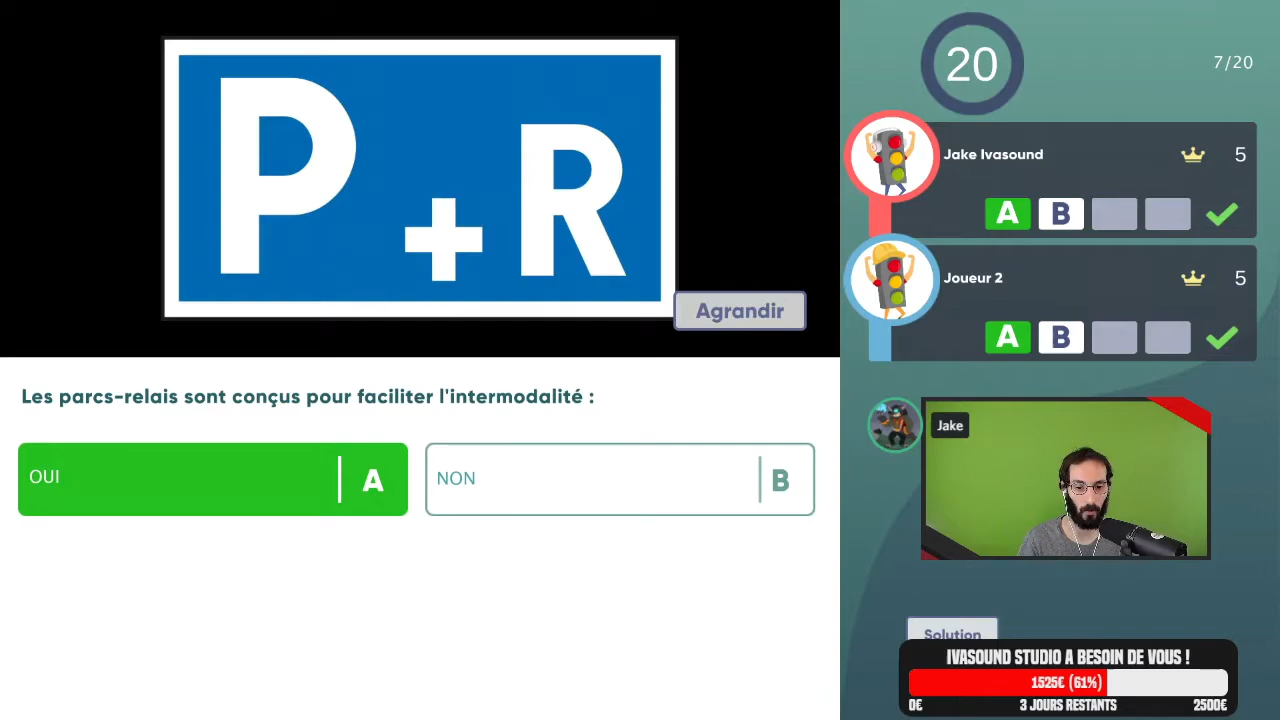 P + R
Agrandir
Les parcs-relais sont conçus pour faciliter l'intermodalité :
OUI
A
NON
B
20
7/20
Jake Ivasound
5
A
B
Joueur 2
5
A
B
Jake
Solution
IVASOUND STUDIO A BESOIN DE VOUS !
1525€ (61%)
0€
3 JOURS RESTANTS
2500€